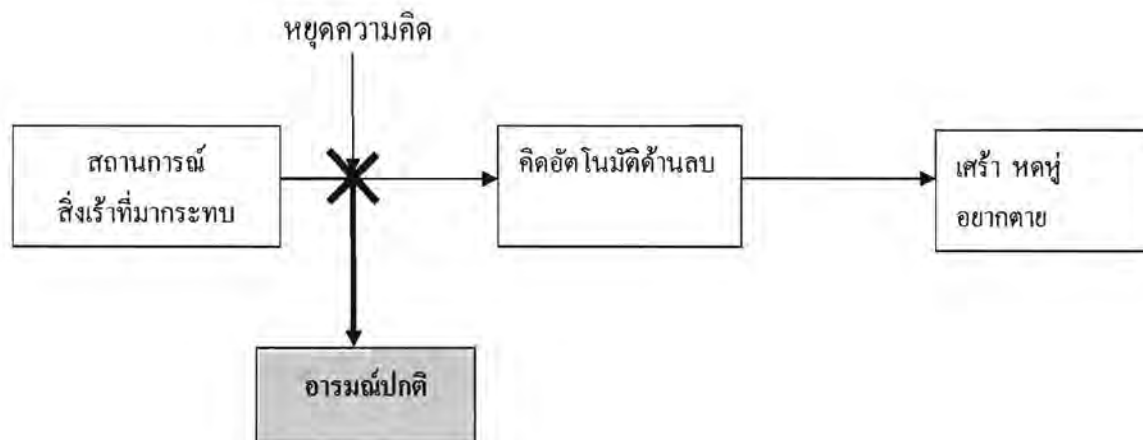 หยุดความคิด
สถานการณ์
สิ่งเร้าที่มากระทบ
คิดอัตโนมัติด้านลบ
เศร้า หดหู่
อยากตาย
อารมณ์ปกติ